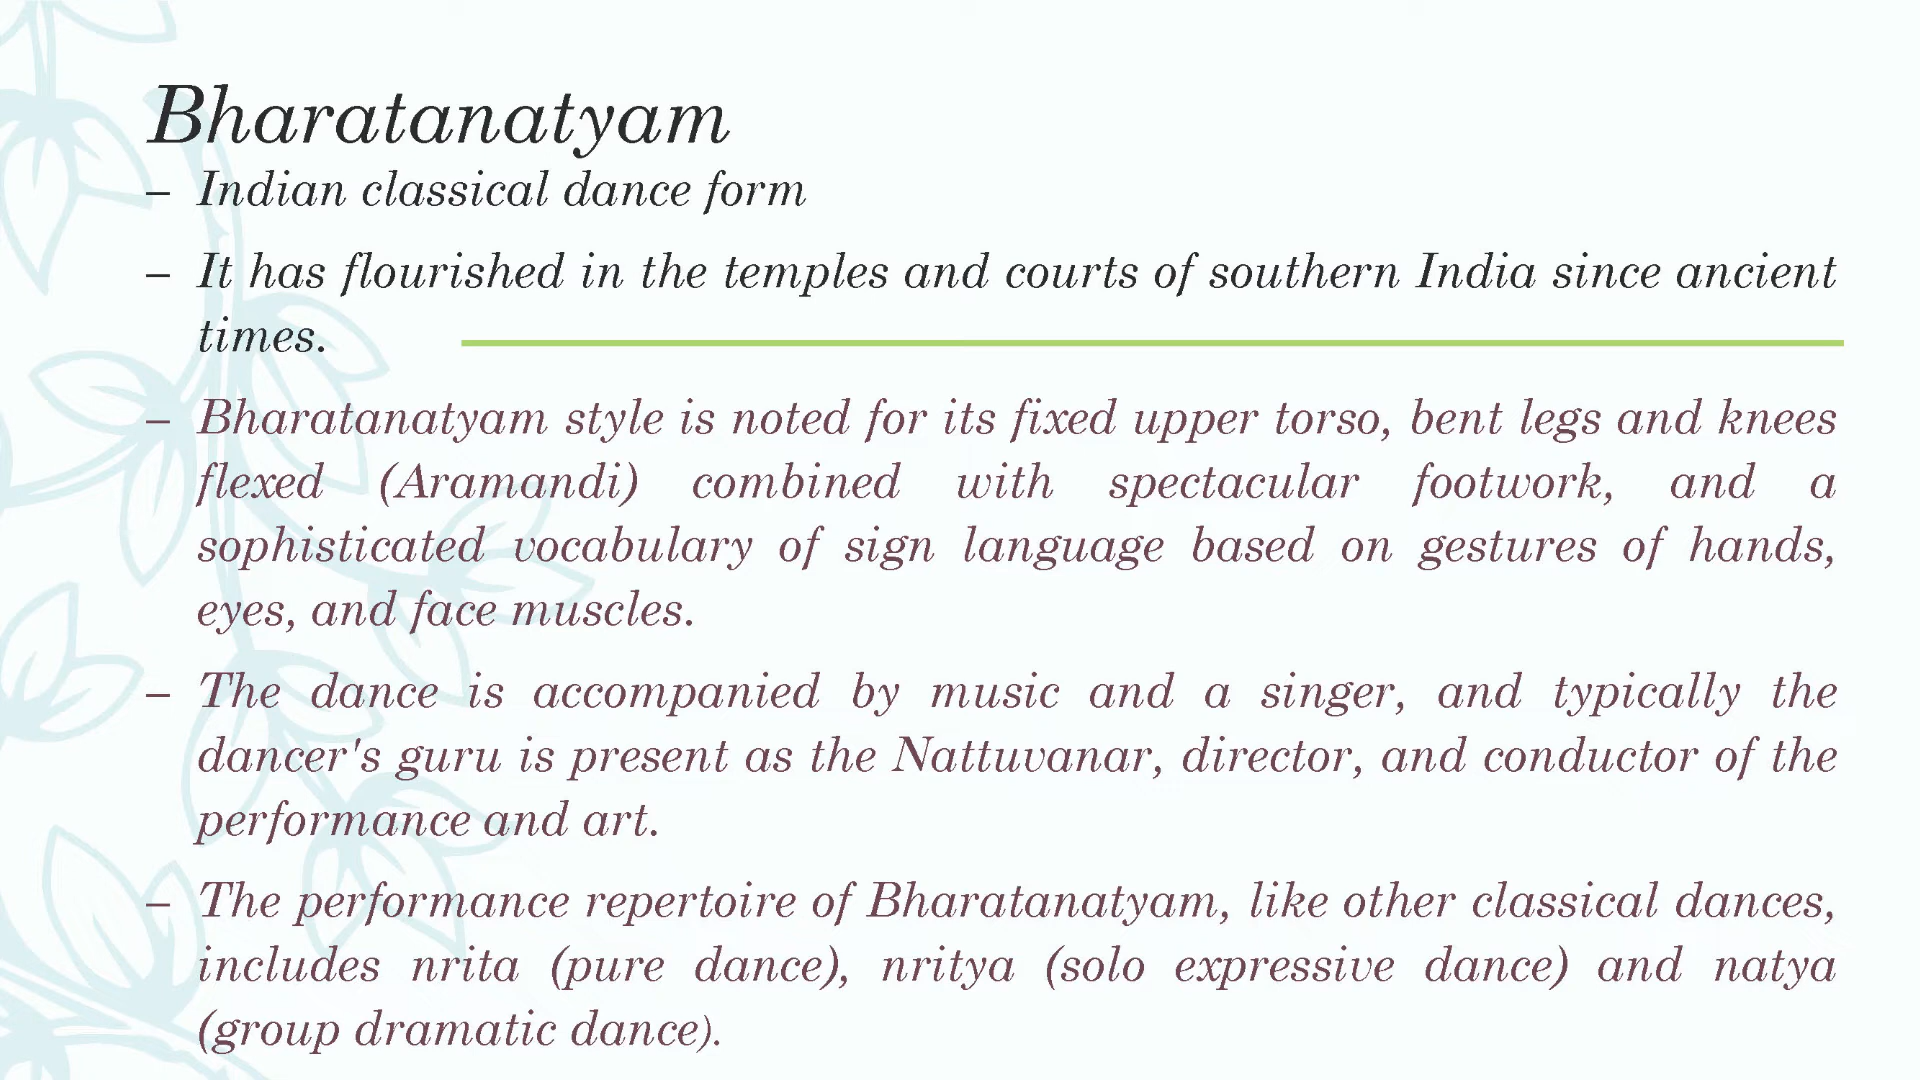 Bharatanatyam
– Indian classical dance form
– It has flourished in the temples and courts of southern India since ancient
times.
– Bharatanatyam style is noted for its fixed upper torso, bent legs and knees
flexed (Aramandi) combined with spectacular footwork, and a
sophisticated vocabulary of sign language based on gestures of hands,
eyes, and face muscles.
– The dance is accompanied by music and a singer, and typically the
dancer's guru is present as the Nattuvanar, director, and conductor of the
performance and art.
– The performance repertoire of Bharatanatyam, like other classical dances,
includes nrita (pure dance), nritya (solo expressive dance) and natya
(group dramatic dance).